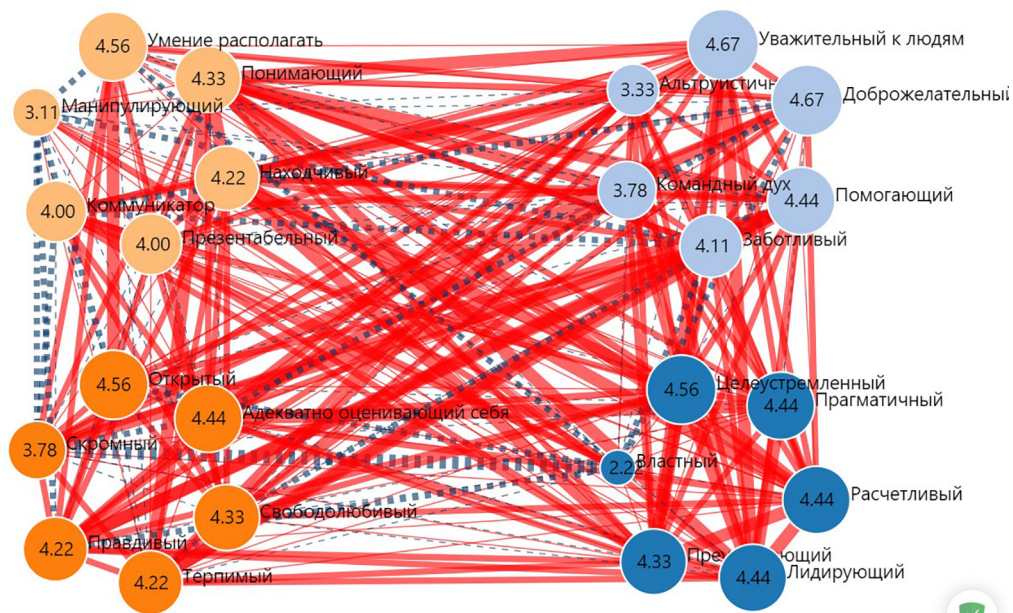 4.56 Умение располагать
4.33 Понимающий
3.11 Манипулирующий
4.22 Находчивый
4.00 Коммуникатор
4.00 Презентабельный
4.67 Уважительный к людям
3.33 Альтруистичн
4.67 Доброжелательный
3.78 Командный дух
4.44 Помогающий
4.11 Заботливый
4.56 Открытый
4.44 Адекватно оценивающий себя
3.78 Скромный
4.33 Свободолюбивый
4.22 Правдивый
4.22 Терпимый
4.56 Целеустремленный
4.44 Прагматичный
2.22 Властный
4.44 Расчетливый
4.33
4.44 Лидирующий